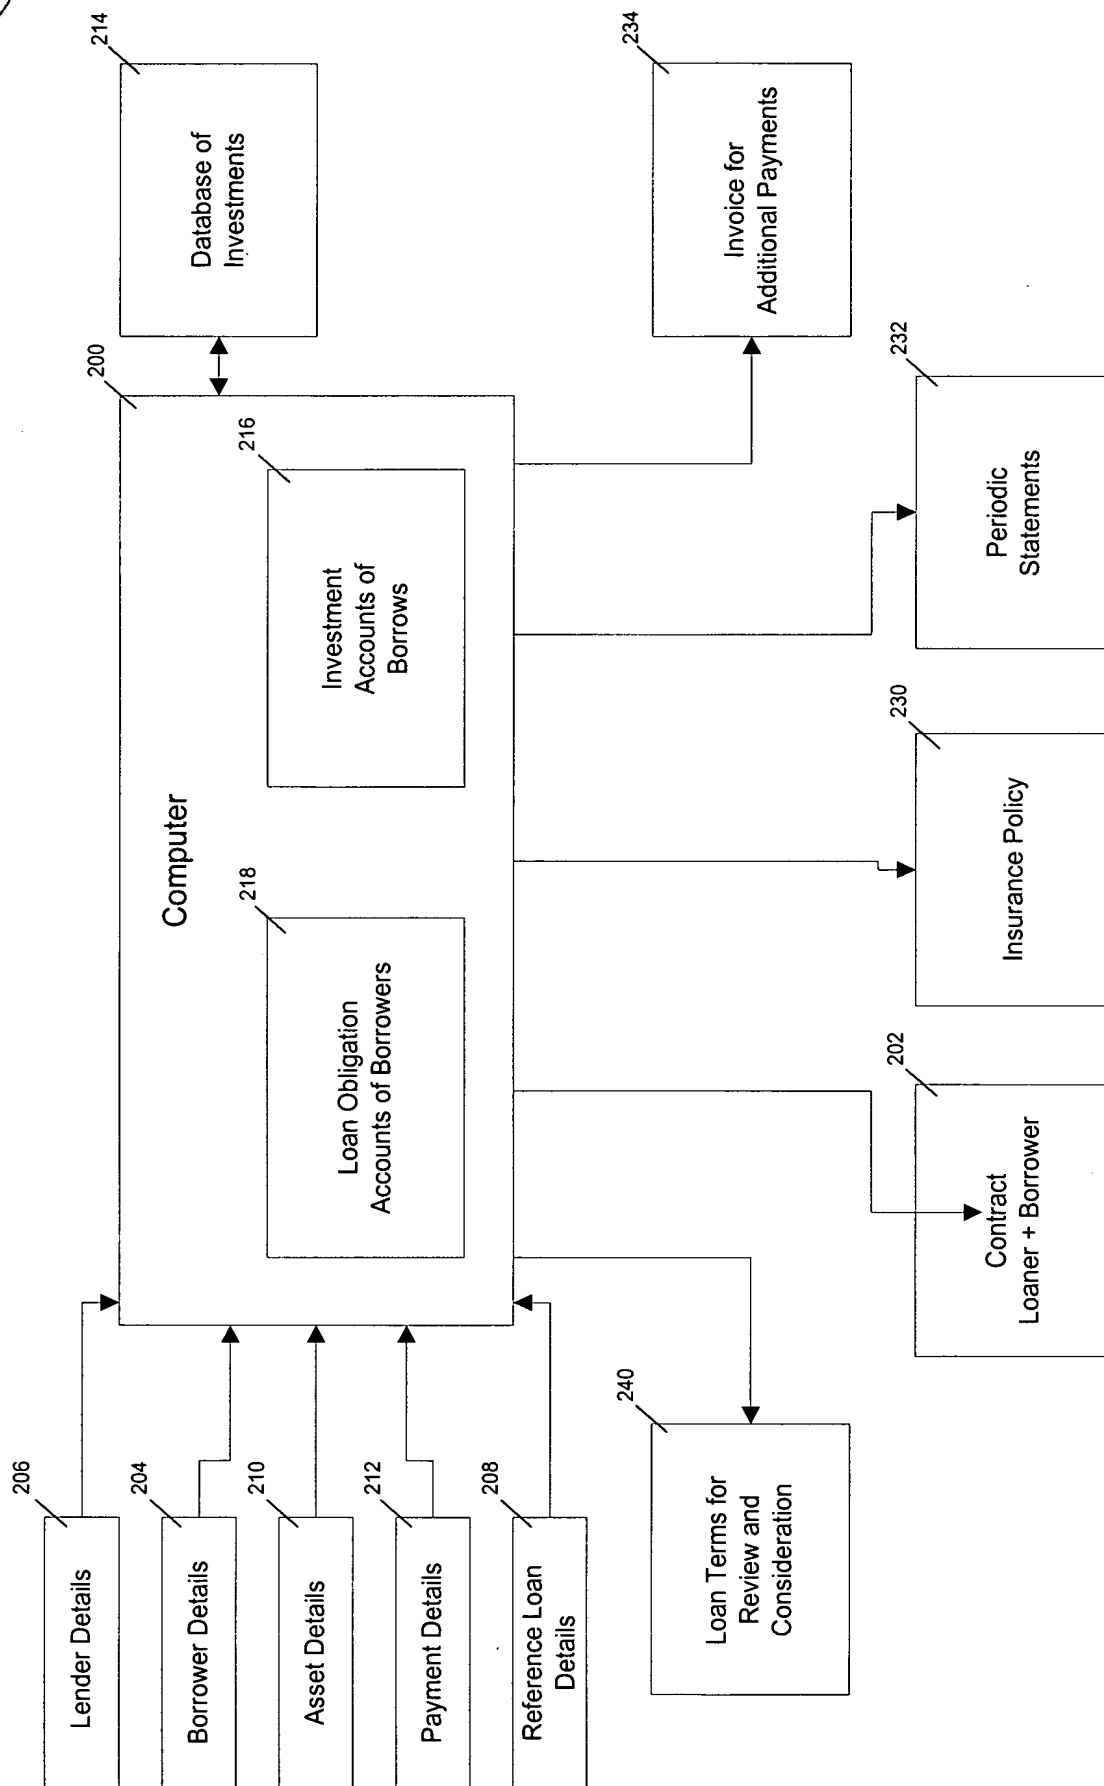 206
Lender Details
204
Borrower Details
210
Asset Details
212
Payment Details
208
Reference Loan
Details
200
Computer
218
Loan Obligation
Accounts of Borrowers
216
Investment
Accounts of
Borrows
214
Database of
Investments
240
Loan Terms for
Review and
Consideration
202
Contract
Loaner + Borrower
230
Insurance Policy
232
Periodic
Statements
234
Invoice for
Additional Payments